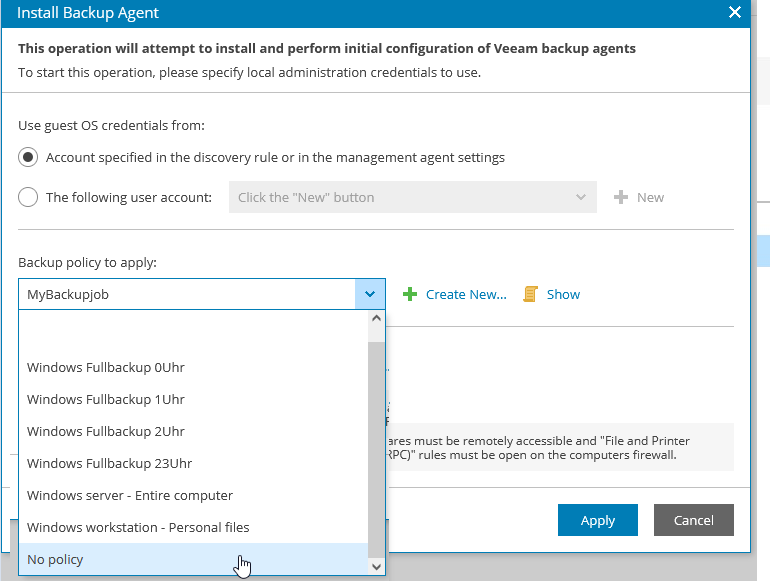 Install Backup Agent
This operation will attempt to install and perform initial configuration of Veeam backup agents
To start this operation, please specify local administration credentials to use.
Use guest OS credentials from:
Account specified in the discovery rule or in the management agent settings
The following user account:
Click the "New" button
New
Backup policy to apply:
MyBackupjob
Create New...
Show
Windows Fullbackup 0Uhr
Windows Fullbackup 1Uhr
Windows Fullbackup 2Uhr
Windows Fullbackup 23Uhr
Windows server - Entire computer
Windows workstation - Personal files
No policy
ares must be remotely accessible and "File and Printer
RPC)" rules must be open on the computers firewall.
Apply
Cancel